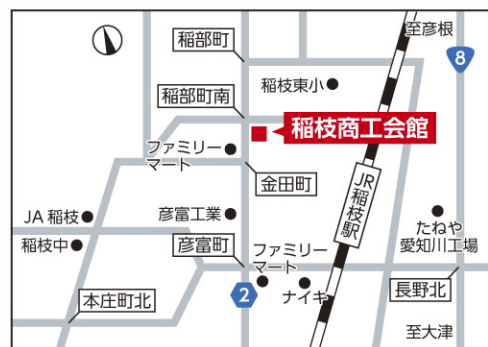 至彦根
稲部町
8
稲枝東小
稲部町南
稲枝商工会館
ファミリー
マート
金田町
JR稲枝駅
JA 稲枝
彦富工業
たねや
愛知川工場
稲枝中
彦富町
ファミリー
マート
2
ナイキ
長野北
本庄町北
至大津